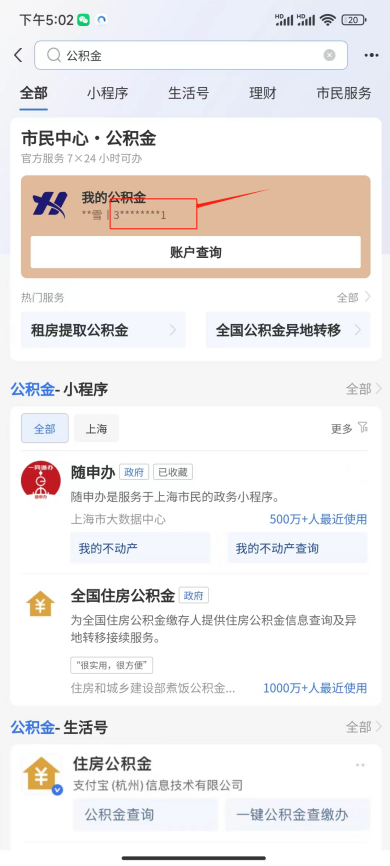 下午5:02
HD HD 20
公积金
全部 小程序 生活号 理财 市民服务
市民中心·公积金
官方服务 7×24 小时可办
我的公积金
**雪 | 3********1
账户查询
热门服务 全部
租房提取公积金 全国公积金异地转移
公积金-小程序 全部
全部 上海 更多
一网通办
随申办
随申办 政府 已收藏
随申办是服务于上海市民的政务小程序。
上海市大数据中心 500万+人最近使用
我的不动产 我的不动产查询
全国住房公积金 政府
为全国住房公积金缴存人提供住房公积金信息查询及异
地转移接续服务。
“很实用，很方便”
住房和城乡建设部煮饭公积金... 1000万+人最近使用
公积金-生活号 全部
住房公积金
支付宝(杭州)信息技术有限公司
公积金查询 一键公积金查缴办